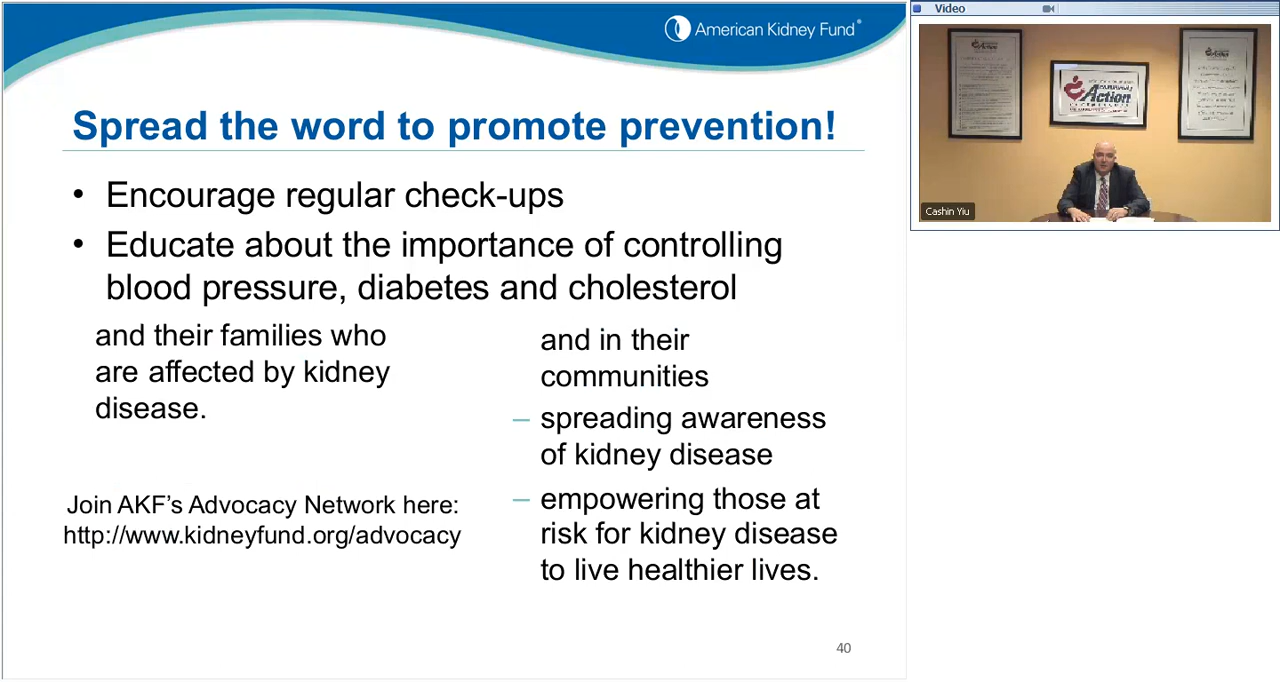 American Kidney Fund®
Spread the word to promote prevention!
• Encourage regular check-ups
• Educate about the importance of controlling
blood pressure, diabetes and cholesterol
and their families who
are affected by kidney
disease.
Join AKF’s Advocacy Network here:
http://www.kidneyfund.org/advocacy
and in their
communities
– spreading awareness
of kidney disease
– empowering those at
risk for kidney disease
to live healthier lives.
40
Video
Action
Action
Action
Cashin Yiu